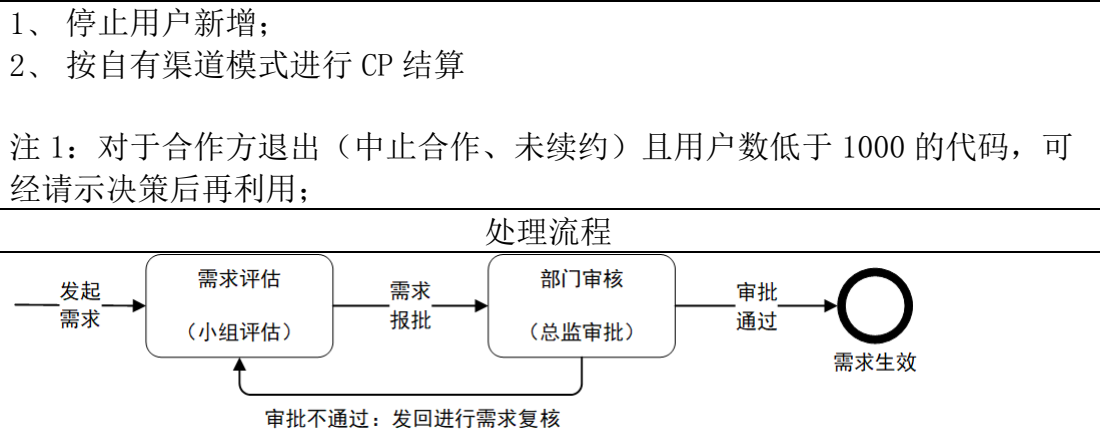 1、 停止用户新增；
2、 按自有渠道模式进行 CP 结算
注 1：对于合作方退出（中止合作、未续约）且用户数低于 1000 的代码，可
经请示决策后再利用；
处理流程
发起
需求
需求评估
（小组评估）
需求
报批
部门审核
（总监审批）
审批
通过
需求生效
审批不通过：发回进行需求复核